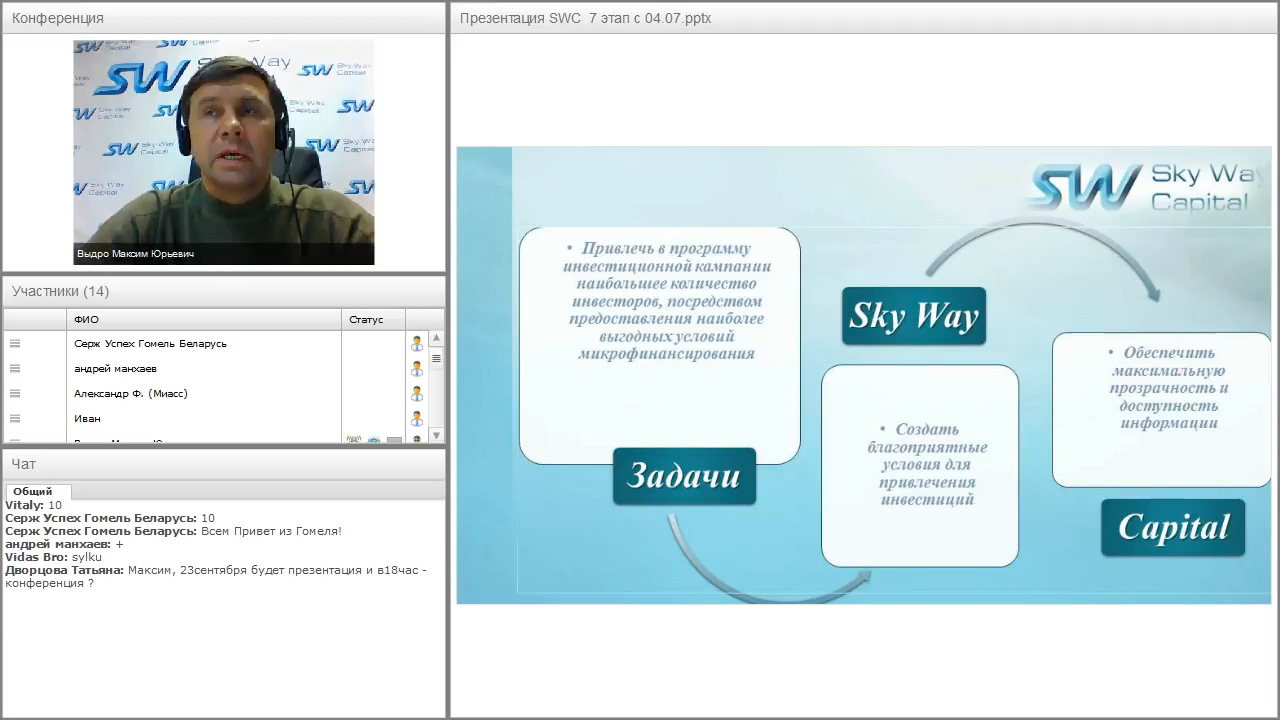 Конференция
SW Sky Way
Capital
Выдро Максим Юрьевич
Участники (14)
ФИО Статус
Серж Успех Гомель Беларусь
андрей манхаев
Александр Ф. (Миасс)
Иван
Чат
Общий
Vitaly: 10
Серж Успех Гомель Беларусь: 10
Серж Успех Гомель Беларусь: Всем Привет из Гомеля!
андрей манхаев: +
Vidas Bro: sylku
Дворцова Татьяна: Максим, 23сентября будет презентация и в18час -
конференция ?
Презентация SWC 7 этап с 04.07.pptx
SW Sky Way
Capital
• Привлечь в программу
инвестиционной кампании
наибольшее количество
инвесторов, посредством
предоставления наиболее
выгодных условий
микрофинансирования
Задачи
Sky Way
• Создать
благоприятные
условия для
привлечения
инвестиций
• Обеспечить
максимальную
прозрачность и
доступность
информации
Capital